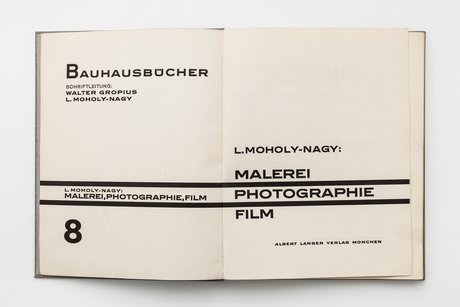 BAUHAUSBÜCHER
SCHRIFTLEITUNG:
WALTER GROPIUS
L. MOHOLY-NAGY
L. MOHOLY-NAGY:
MALEREI, PHOTOGRAPHIE, FILM
8
L. MOHOLY-NAGY:
MALEREI
PHOTOGRAPHIE
FILM
ALBERT LANGEN VERLAG MÜNCHEN